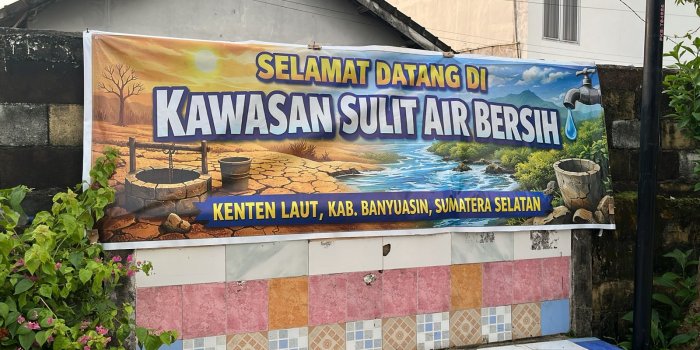 SELAMAT DATANG DI
KAWASAN SULIT AIR BERSIH
KENTEN LAUT, KAB. BANYUASIN, SUMATERA SELATAN